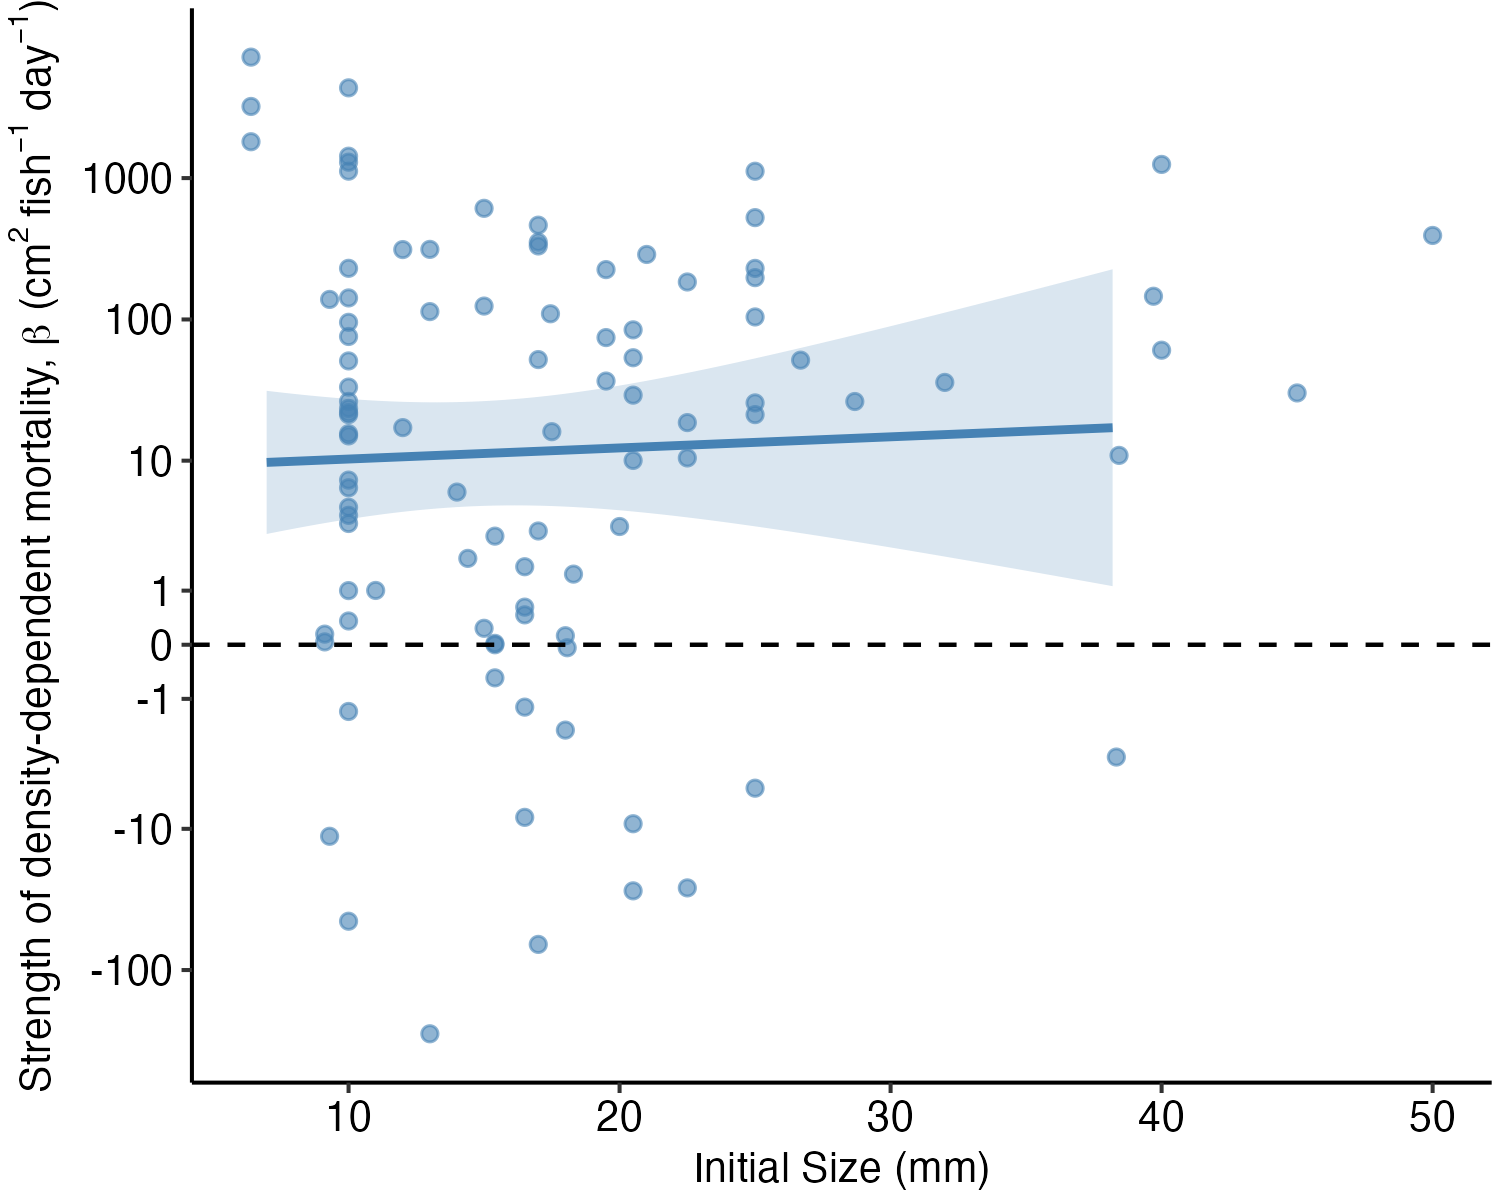 Strength of density-dependent mortality, β (cm² fish⁻¹ day⁻¹)
1000
100
10
1
0
-1
-10
-100
10 20 30 40 50
Initial Size (mm)